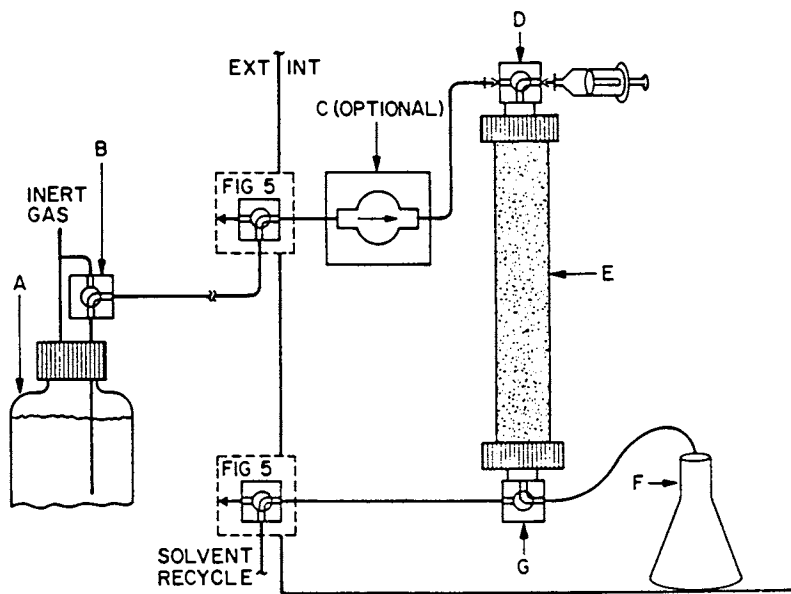 D
EXT INT
C (OPTIONAL)
B
FIG 5
INERT
GAS
A
E
FIG 5
F
SOLVENT
RECYCLE
G